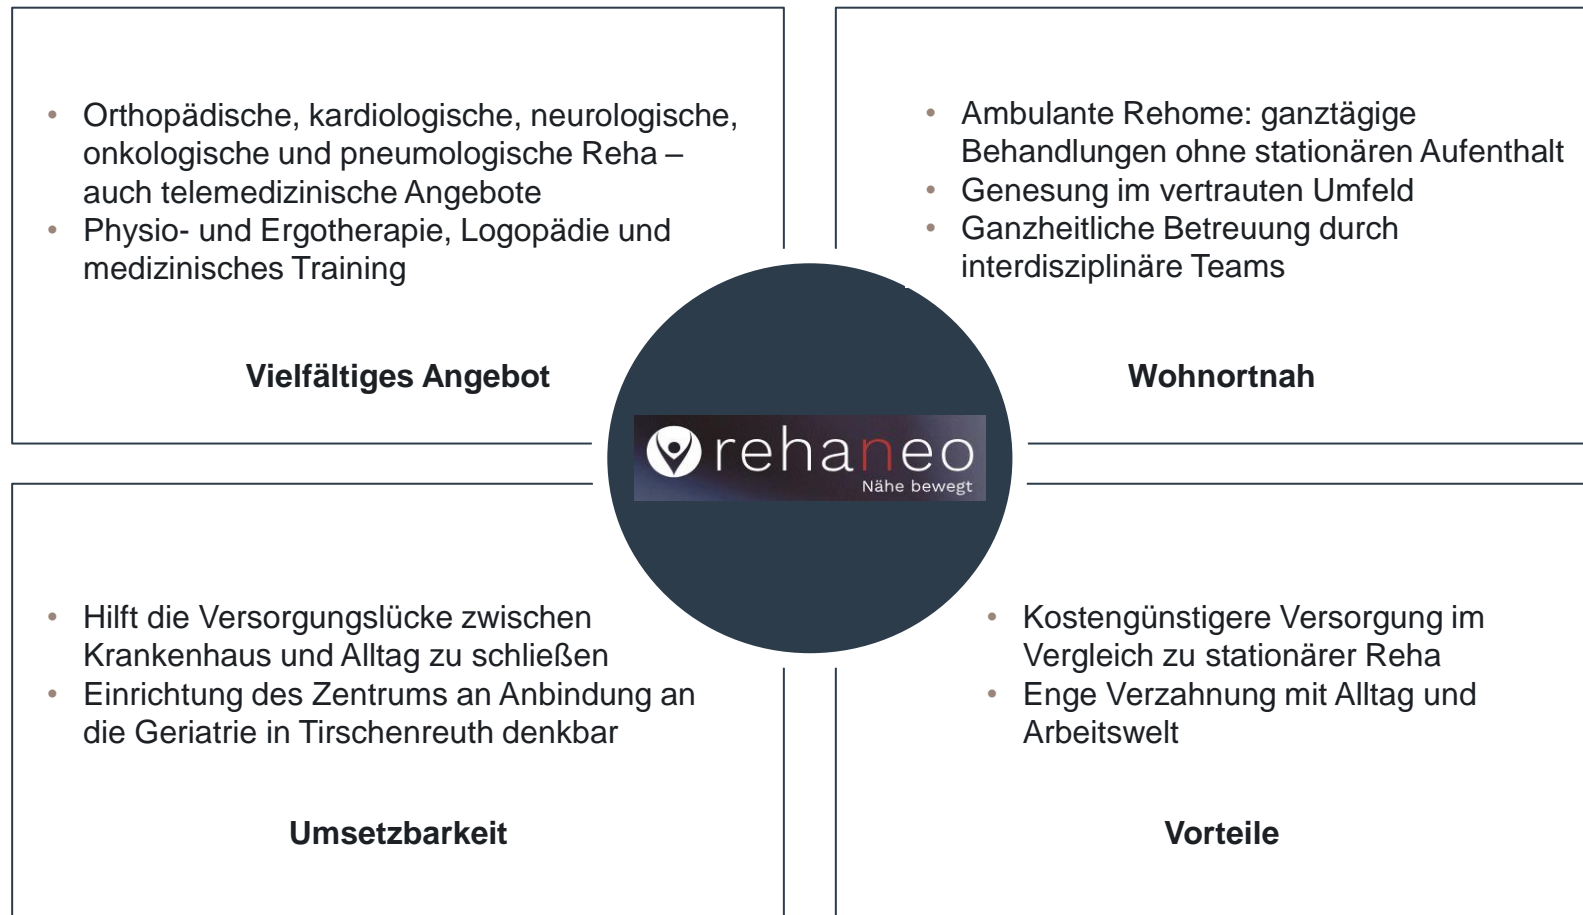 • Orthopädische, kardiologische, neurologische,
onkologische und pneumologische Reha –
auch telemedizinische Angebote
• Physio- und Ergotherapie, Logopädie und
medizinisches Training
Vielfältiges Angebot
• Ambulante Rehome: ganztägige
Behandlungen ohne stationären Aufenthalt
• Genesung im vertrauten Umfeld
• Ganzheitliche Betreuung durch
interdisziplinäre Teams
Wohnortnah
rehaneo
Nähe bewegt
• Hilft die Versorgungslücke zwischen
Krankenhaus und Alltag zu schließen
• Einrichtung des Zentrums an Anbindung an
die Geriatrie in Tirschenreuth denkbar
Umsetzbarkeit
• Kostengünstigere Versorgung im
Vergleich zu stationärer Reha
• Enge Verzahnung mit Alltag und
Arbeitswelt
Vorteile